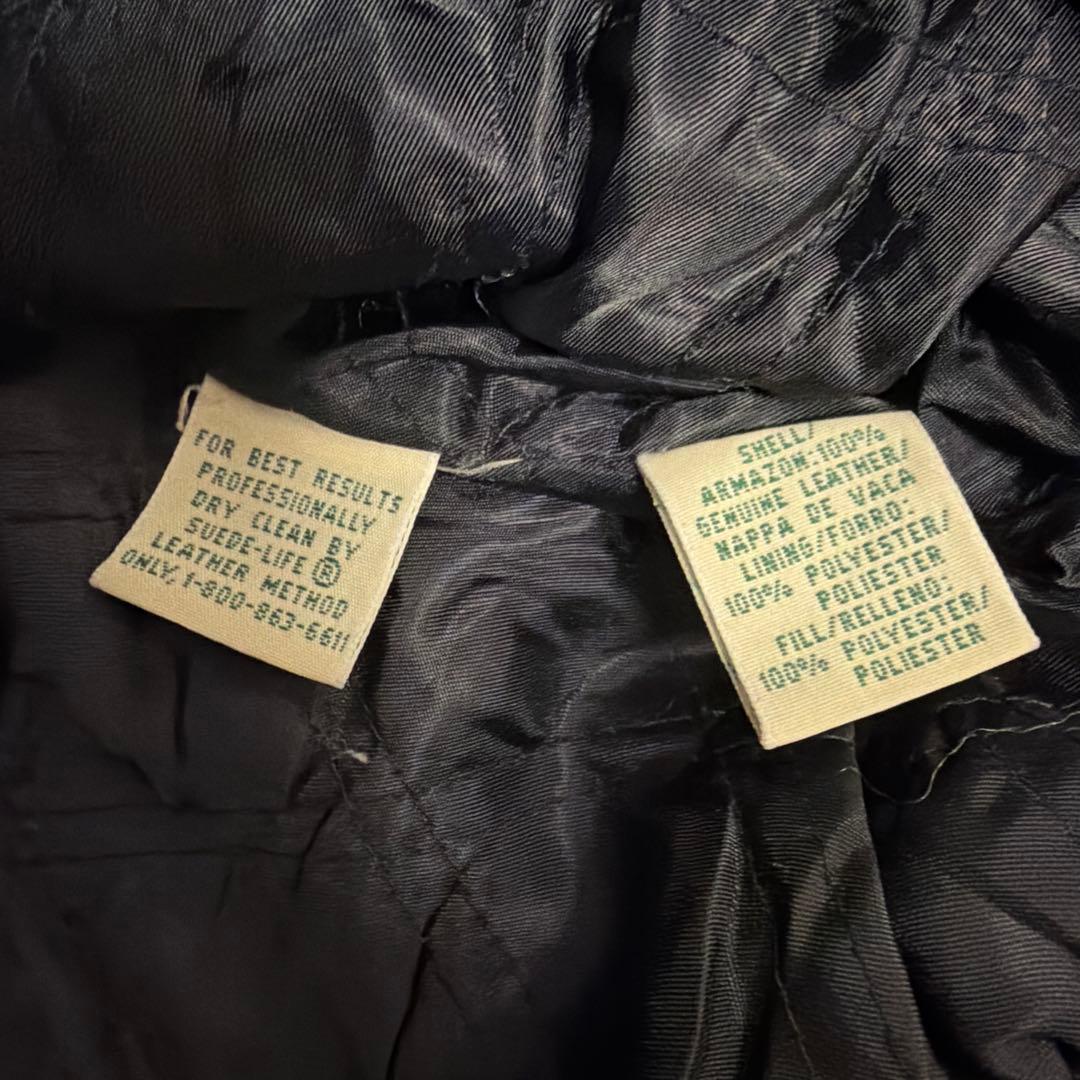 FOR BEST RESULTS
PROFESSIONALLY
DRY CLEAN BY
SUEDE-LIFE ®
LEATHER METHOD
ONLY, 1-800-863-6611
SHELL/
ARMAZON:100%
GENUINE LEATHER/
NAPPA DE VACA
LINING/FORRO:
100% POLYESTER/
POLIESTER
FILL/RELLENO:
100% POLYESTER/
POLIESTER